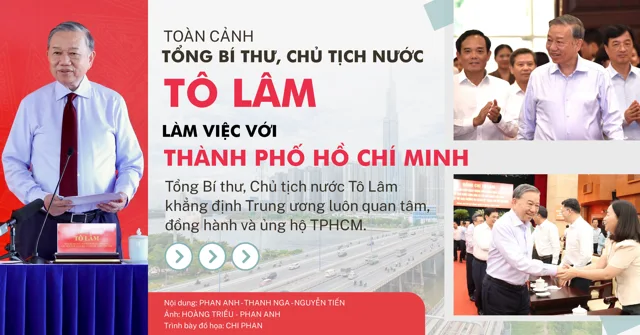 TOÀN CẢNH
TỔNG BÍ THƯ, CHỦ TỊCH NƯỚC
TÔ LÂM
LÀM VIỆC VỚI
THÀNH PHỐ HỒ CHÍ MINH
Tổng Bí thư, Chủ tịch nước Tô Lâm
khẳng định Trung ương luôn quan tâm,
đồng hành và ủng hộ TPHCM.
TÔ LÂM
Nội dung: PHAN ANH - THANH NGA - NGUYỄN TIẾN
Ảnh: HOÀNG TRIỀU - PHAN ANH
Trình bày đồ họa: CHI PHAN